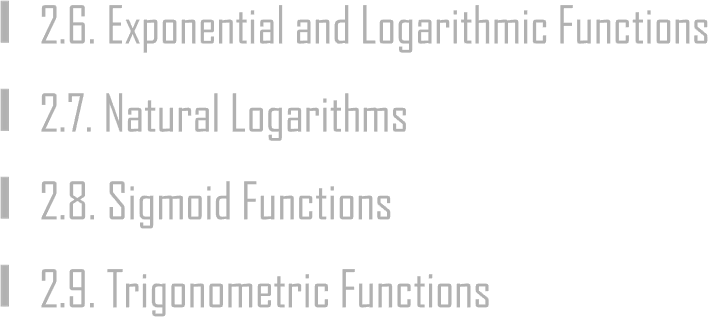 2.6. Exponential and Logarithmic Functions
2.7. Natural Logarithms
2.8. Sigmoid Functions
2.9. Trigonometric Functions